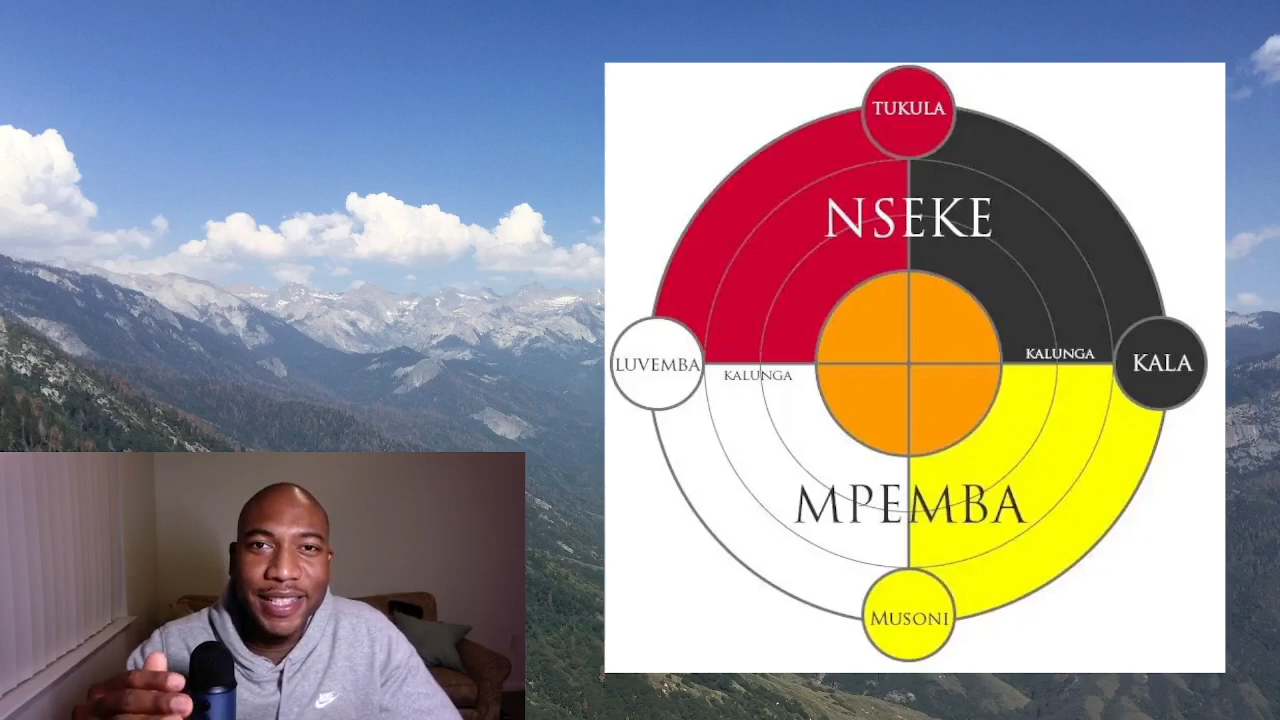 TUKULA
NSEKE
KALUNGA
KALA
LUVEMBA
KALUNGA
MPEMBA
MUSONI